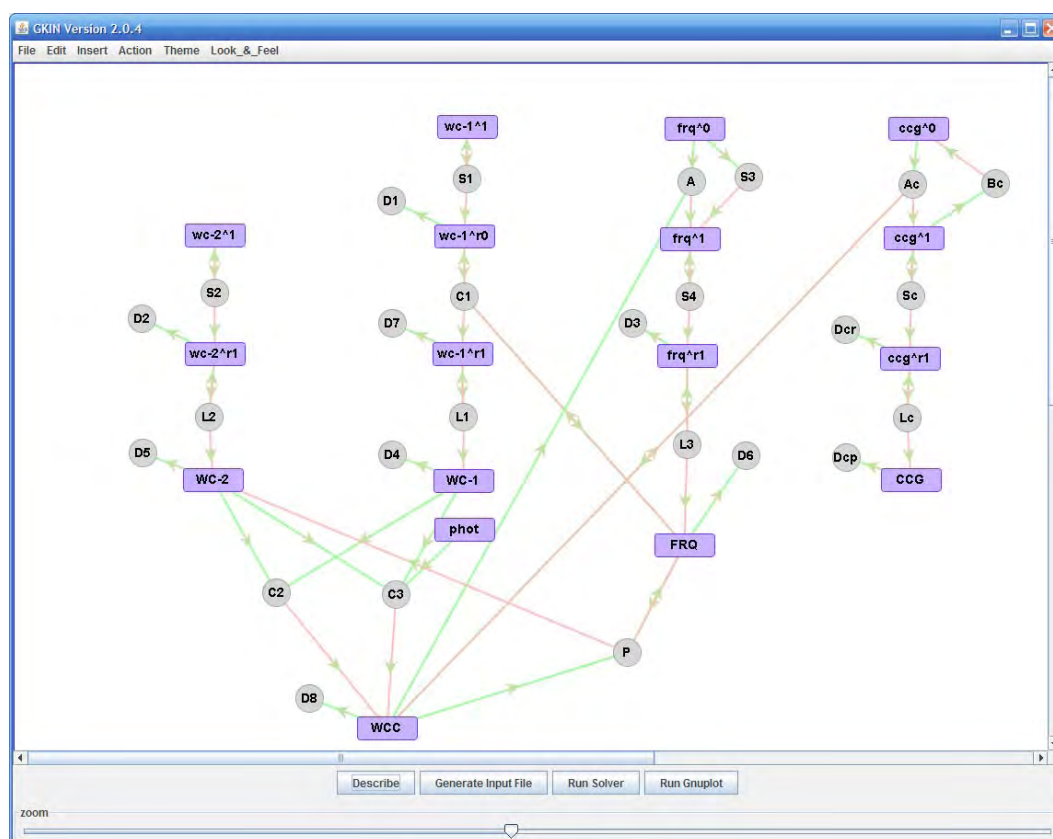 GKIN Version 2.0.4
File Edit Insert Action Theme Look_&_Feel
wc-1^1 frq^0 ccg^0
S1 A S3 Ac Bc
D1
wc-2^1 wc-1^r0 frq^1 ccg^1
S2 C1 S4 Sc
D2 D7 D3 Dcr
wc-2^r1 wc-1^r1 frq^r1 ccg^r1
L2 L1 L3 Lc
D5 D4 D6 Dcp
WC-2 WC-1 CCG
phot FRQ
C2 C3
P
D8
WCC
Describe Generate Input File Run Solver Run Gnuplot
zoom